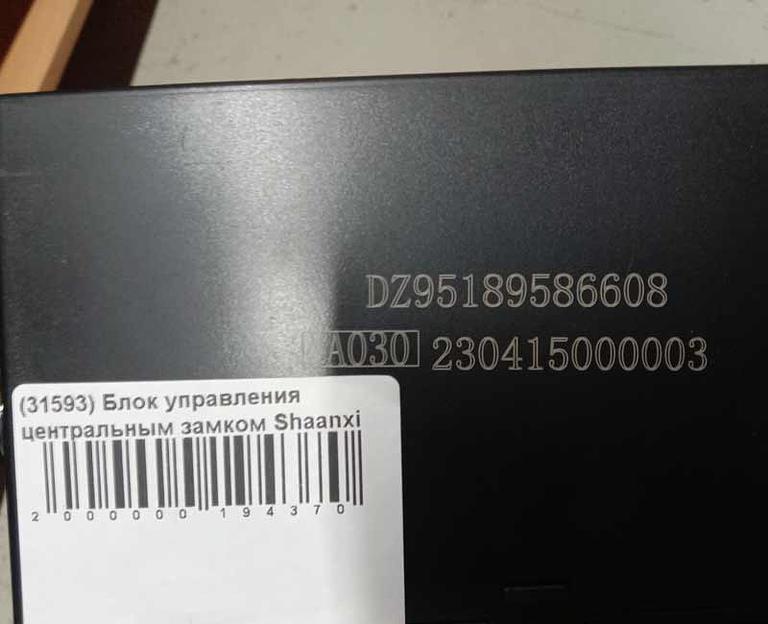 DZ95189586608
A030 230415000003
(31593) Блок управления
центральным замком Shaanxi
2 000000 194370